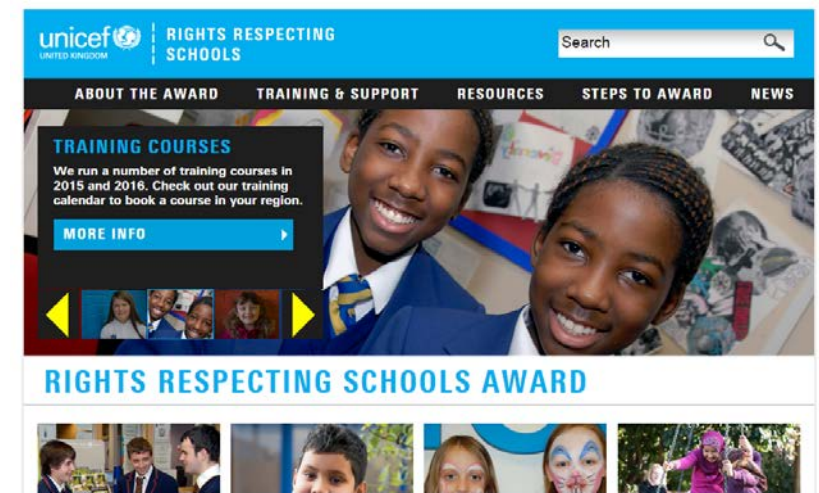 unicef
UNITED KINGDOM
RIGHTS RESPECTING
SCHOOLS
Search
ABOUT THE AWARD TRAINING & SUPPORT RESOURCES STEPS TO AWARD NEWS
TRAINING COURSES
We run a number of training courses in
2015 and 2016. Check out our training
calendar to book a course in your region.
MORE INFO
Diversity
RIGHTS RESPECTING SCHOOLS AWARD